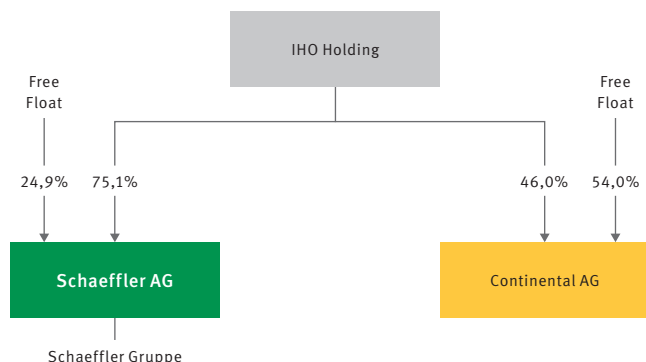 IHO Holding
Free
Float
Free
Float
24,9%
75,1%
46,0%
54,0%
Schaeffler AG
Continental AG
Schaeffler Gruppe